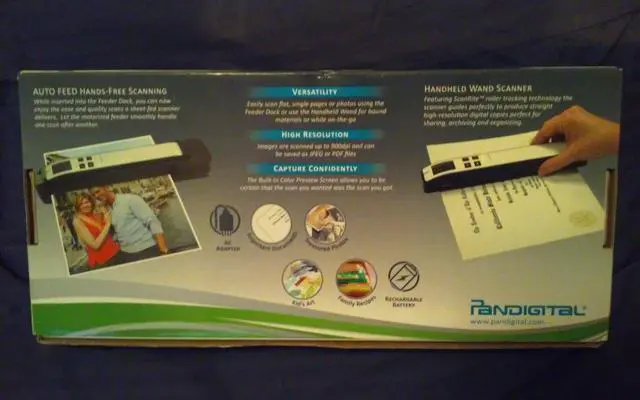 AUTO FEED HANDS-FREE SCANNING
While inserted into the Feeder Dock, you can now
enjoy the ease and quality scans a sheet-fed scanner
delivers. Let the motorized feeder smoothly handle
one scan after another.
VERSATILITY
Easily scan flat, single pages or photos using the
Feeder Dock or use the Handheld Wand for bound
materials or while on-the-go
HIGH RESOLUTION
Images are scanned up to 900dpi and can
be saved as JPEG or PDF files
CAPTURE CONFIDENTLY
The Built-in Color Preview Screen allows you to be
certain that the scan you wanted was the scan you got
AC
ADAPTER
Important Documents
Treasured Photos
Kid's Art
Family Recipes
RECHARGABLE
BATTERY
HANDHELD WAND SCANNER
Featuring ScanRite™ roller tracking technology the
scanner guides perfectly to produce straight
high-resolution digital copies perfect for
sharing, archiving and organizing.
PANDIGITAL®
www.pandigital.com